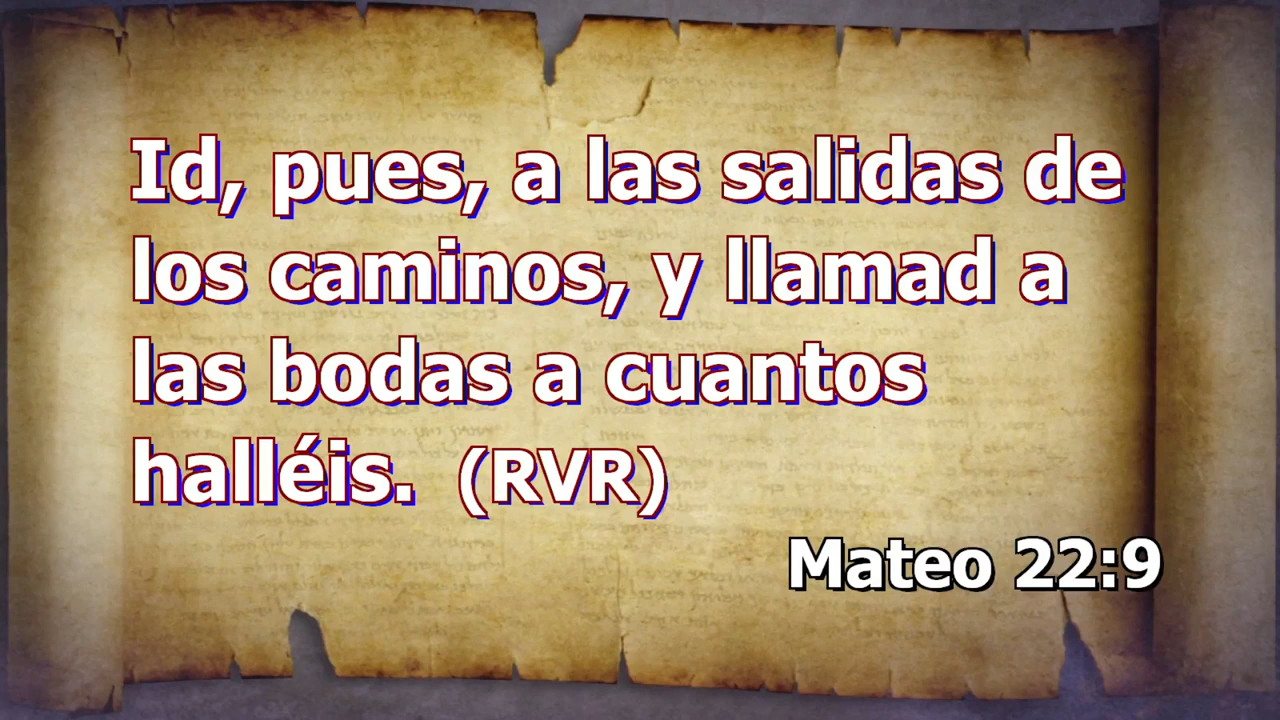 Id, pues, a las salidas de
los caminos, y llamad a
las bodas a cuantos
halléis. (RVR)
Mateo 22:9